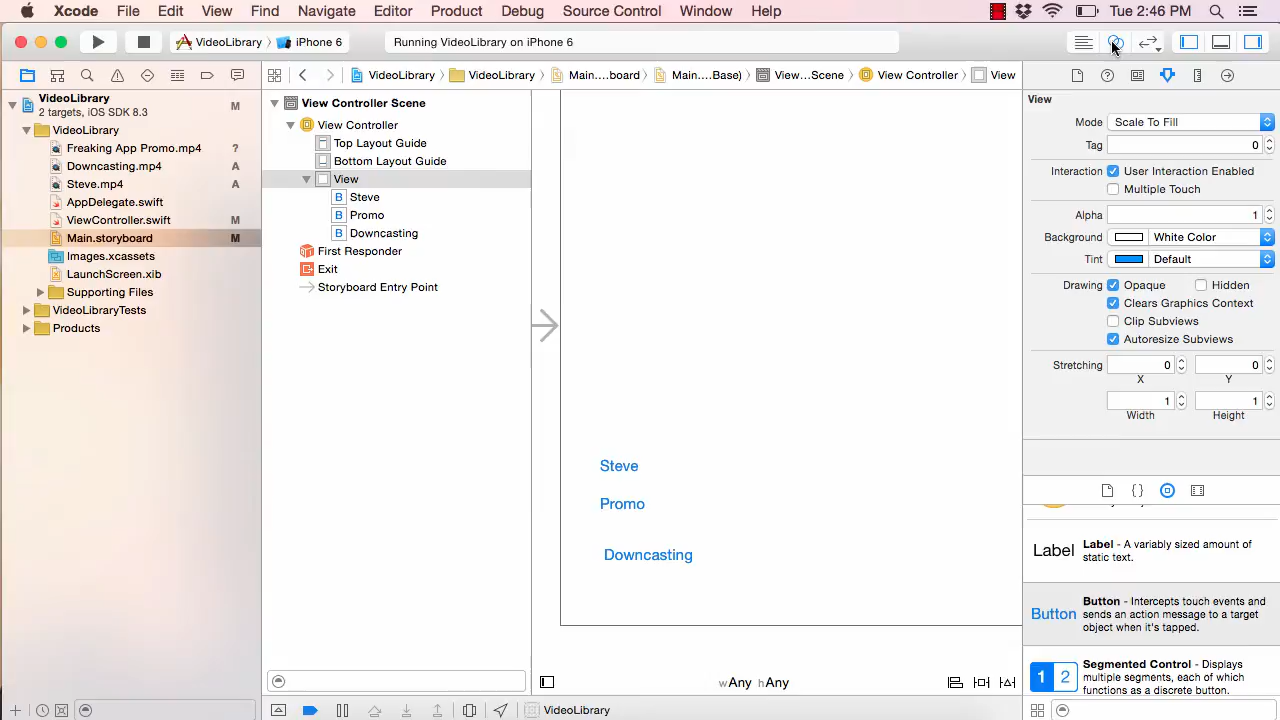 Xcode File Edit View Find Navigate Editor Product Debug Source Control Window Help Tue 2:46 PM
VideoLibrary iPhone 6 Running VideoLibrary on iPhone 6
VideoLibrary VideoLibrary Main....board Main....Base) View...Scene View Controller View
VideoLibrary M
2 targets, iOS SDK 8.3
VideoLibrary
Freaking App Promo.mp4 ?
Downcasting.mp4 A
Steve.mp4 A
AppDelegate.swift
ViewController.swift M
Main.storyboard M
Images.xcassets
LaunchScreen.xib
Supporting Files
VideoLibraryTests
Products
View Controller Scene
View Controller
Top Layout Guide
Bottom Layout Guide
View
B Steve
B Promo
B Downcasting
First Responder
Exit
Storyboard Entry Point
Steve
Promo
Downcasting
wAny hAny
VideoLibrary
View
Mode Scale To Fill
Tag 0
Interaction User Interaction Enabled
Multiple Touch
Alpha 1
Background White Color
Tint Default
Drawing Opaque Hidden
Clears Graphics Context
Clip Subviews
Autoresize Subviews
Stretching 0 0
X Y
1 1
Width Height
{}
Label Label - A variably sized amount of
static text.
Button Button - Intercepts touch events and
sends an action message to a target
object when it's tapped.
1 2 Segmented Control - Displays
multiple segments, each of which
functions as a discrete button.